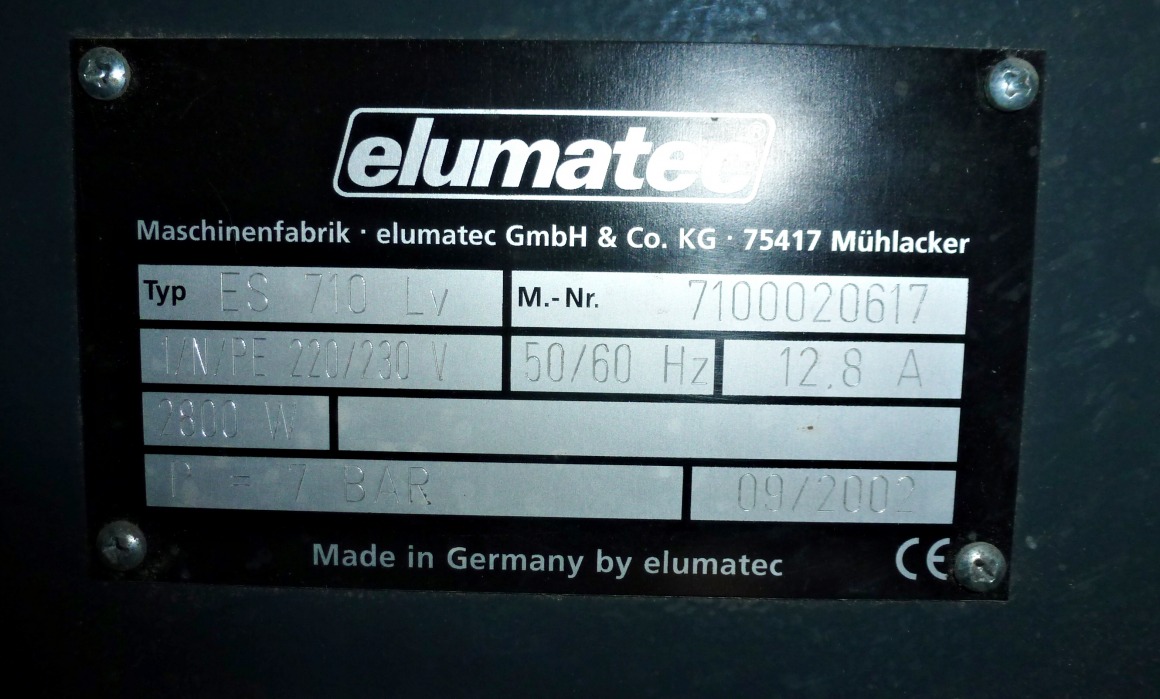 elumatec®
Maschinenfabrik · elumatec GmbH & Co. KG · 75417 Mühlacker
Typ ES 710 Lv M.-Nr. 7100020617
1/N/PE 220/230 V 50/60 Hz 12.8 A
2800 W
P = 7 BAR 09/2002
Made in Germany by elumatec CE